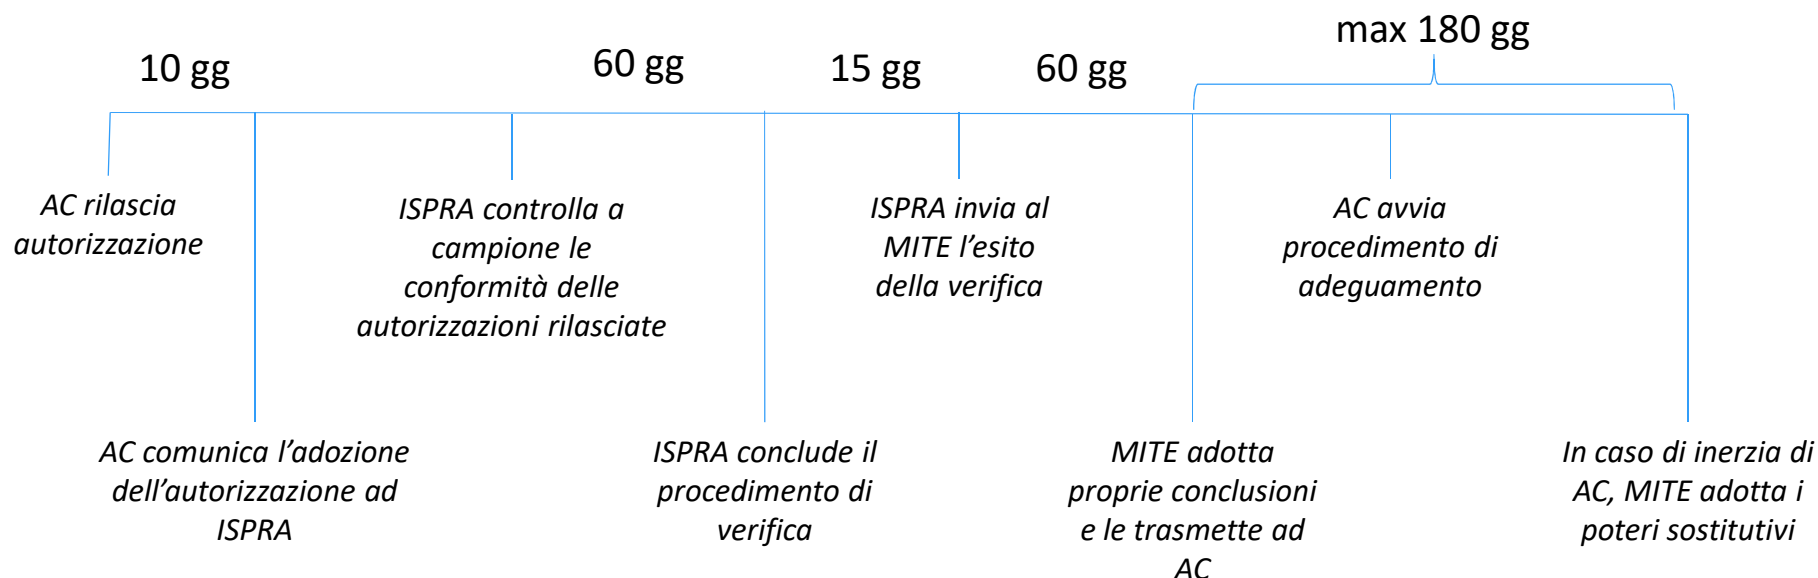 10 gg
60 gg
15 gg
60 gg
max 180 gg
AC rilascia
autorizzazione
ISPRA controlla a
campione le
conformità delle
autorizzazioni rilasciate
ISPRA invia al
MITE l’esito
della verifica
AC avvia
procedimento di
adeguamento
AC comunica l’adozione
dell’autorizzazione ad
ISPRA
ISPRA conclude il
procedimento di
verifica
MITE adotta
proprie conclusioni
e le trasmette ad
AC
In caso di inerzia di
AC, MITE adotta i
poteri sostitutivi